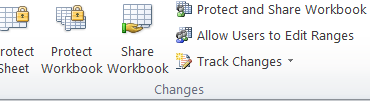 rotect Sheet
Protect Workbook
Share Workbook
Protect and Share Workbook
Allow Users to Edit Ranges
Track Changes
Changes